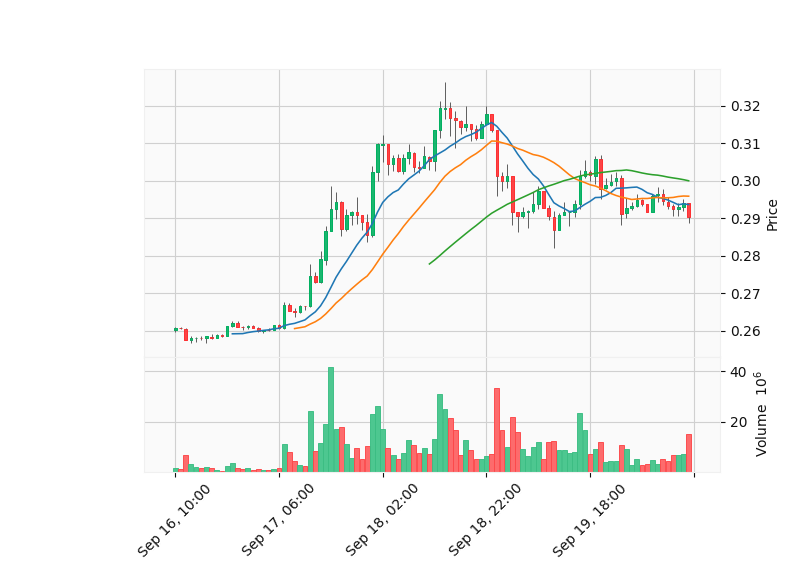 0.32
0.31
0.30
0.29
0.28
0.27
0.26
Price
40
20
Volume 10⁶
Sep 16, 10:00
Sep 17, 06:00
Sep 18, 02:00
Sep 18, 22:00
Sep 19, 18:00